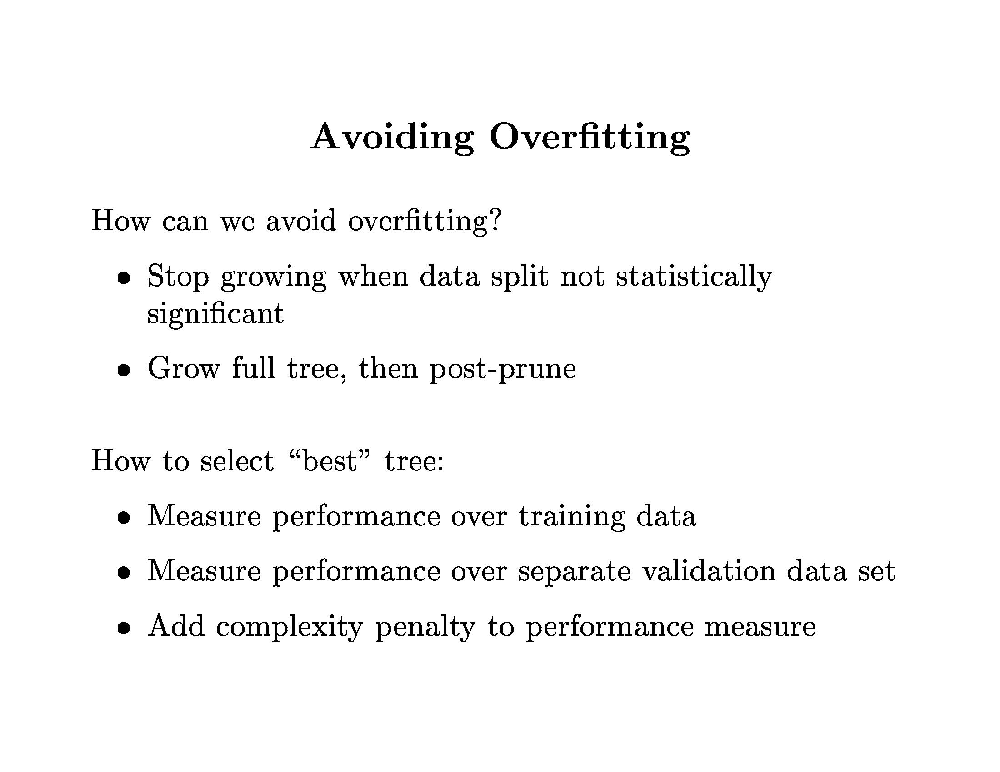 Avoiding Overfitting
How can we avoid overfitting?
• Stop growing when data split not statistically
significant
• Grow full tree, then post-prune
How to select “best” tree:
• Measure performance over training data
• Measure performance over separate validation data set
• Add complexity penalty to performance measure